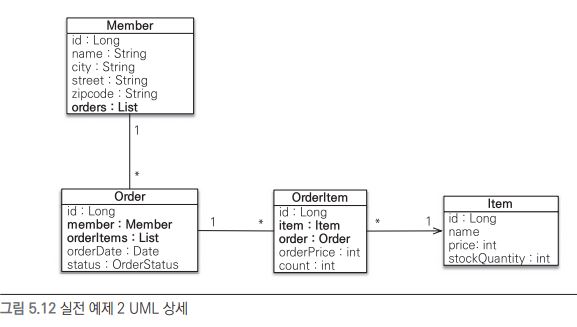 Member
id : Long
name : String
city : String
street : String
zipcode : String
orders : List
1
*
Order
id : Long
member : Member
orderItems : List
orderDate : Date
status : OrderStatus
1
*
OrderItem
id : Long
item : Item
order : Order
orderPrice : int
count : int
*
1
Item
id : Long
name
price: int
stockQuantity : int
그림 5.12 실전 예제 2 UML 상세